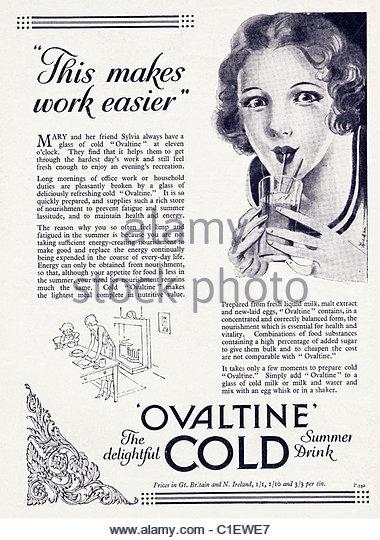 "This makes
work easier"
MARY and her friend Sylvia always have a
glass of cold "Ovaltine" at eleven
o'clock. They find that it helps them to get
through the hardest day's work and still feel
fresh enough to enjoy an evening's recreation.
Long mornings of office work or household
duties are pleasantly broken by a glass of
deliciously refreshing cold "Ovaltine." It is so
quickly prepared, and supplies such a rich store
of nourishment to prevent fatigue and summer
lassitude, and to maintain health and energy.
The reason why you so often feel
fatigued in the summer is because you are not
taking sufficient energy-creating nourishment to
make good and replace the energy continually
being expended in the course of every-day life.
Energy can only be obtained from nourishment,
so that, although your appetite for food is less in
the summer, your need for nourishment is
much the same. Cold "Ovaltine" makes
the lightest meal in nutritive value.
alamy
stock photo
Prepared from fresh liquid milk, malt extract
and new-laid eggs, "Ovaltine" contains, in a
concentrated and correctly balanced form, the
nourishment which is essential for health and
vitality. Combinations of food substances
containing a high percentage of added sugar
to give them bulk and to cheapen the cost
are not comparable with "Ovaltine."
It takes only a few moments to prepare cold
"Ovaltine." Simply add "Ovaltine" to a
glass of cold milk or milk and water and
mix with an egg whisk or in a shaker.
'OVALTINE'
The delightful COLD Summer Drink
Prices in Gt. Britain and N. Ireland, 1/1, 1/10 and 3/3 per tin.
alamy stock photo
C1EWE7
www.alamy.com